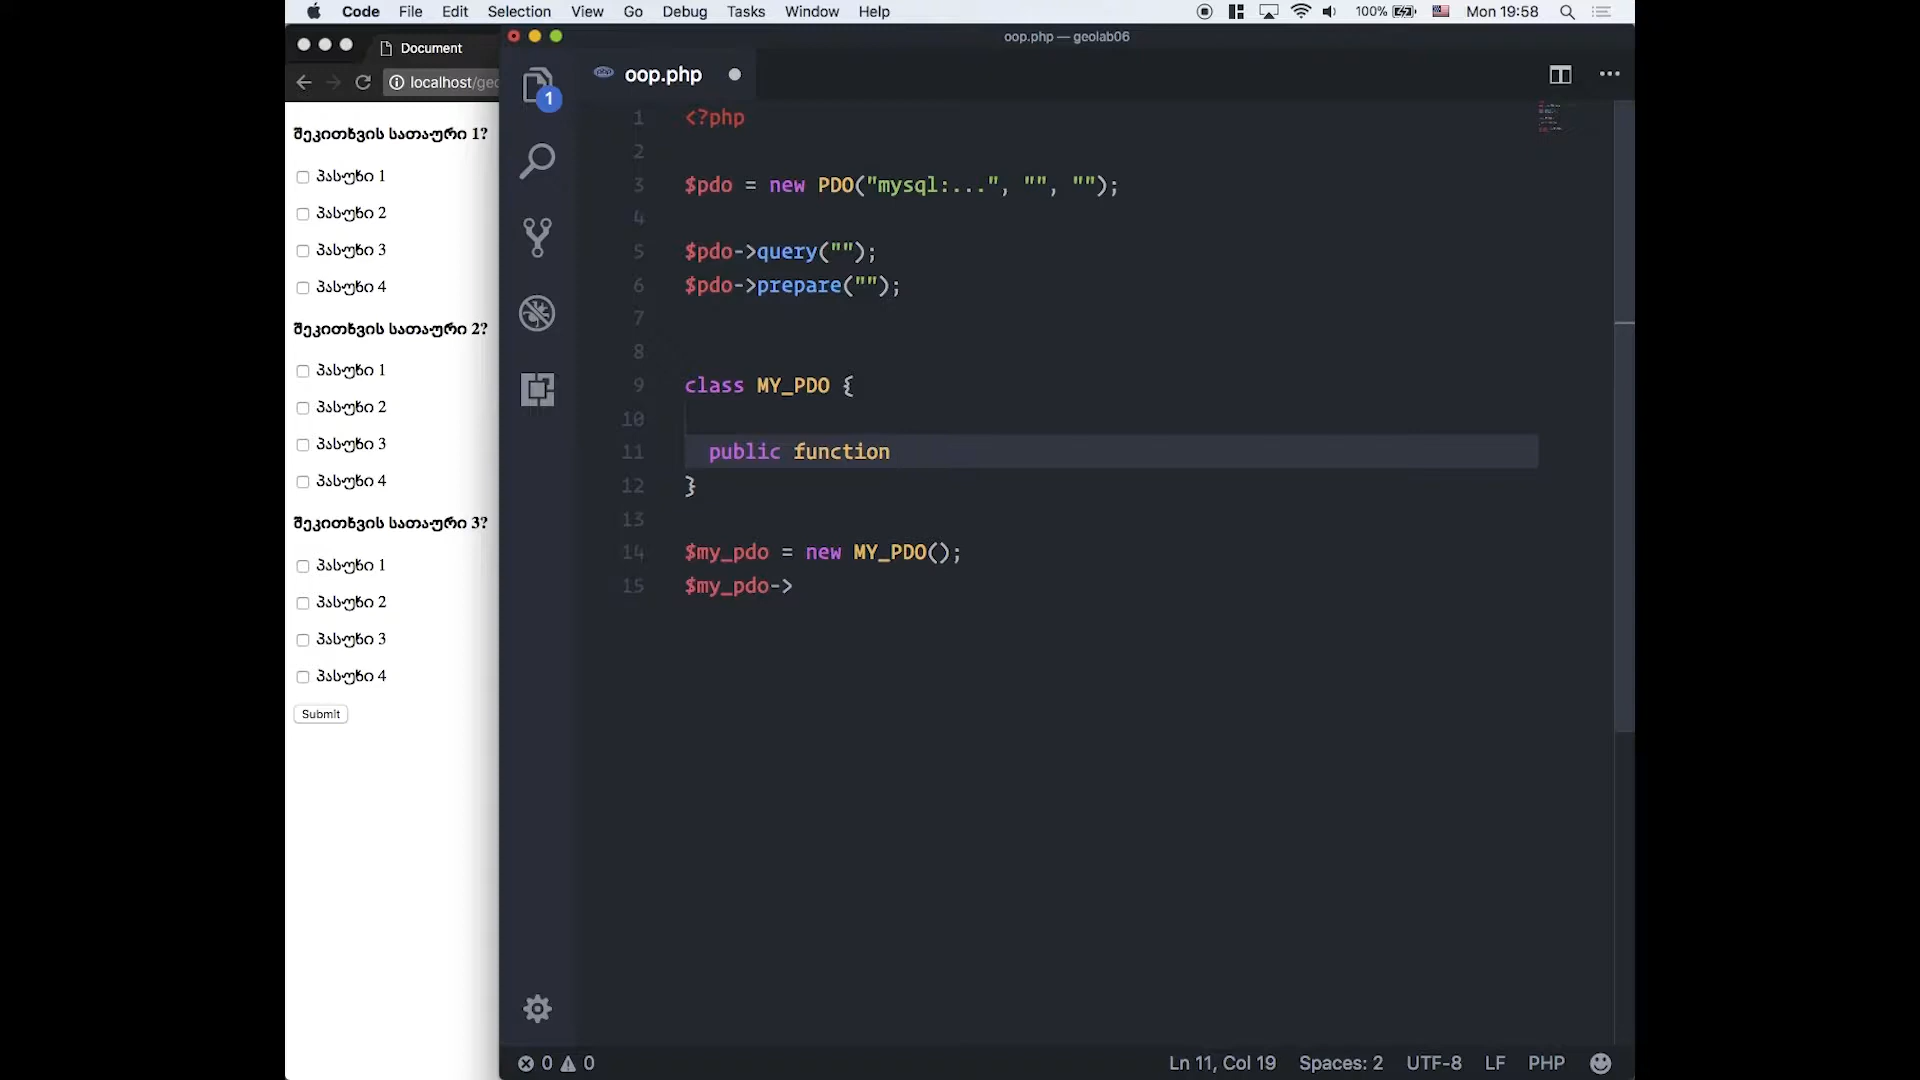 Code File Edit Selection View Go Debug Tasks Window Help 100% Mon 19:58
Document
localhost/geo
შეკითხვის სათაური 1?
პასუხი 1
პასუხი 2
პასუხი 3
პასუხი 4
შეკითხვის სათაური 2?
პასუხი 1
პასუხი 2
პასუხი 3
პასუხი 4
შეკითხვის სათაური 3?
პასუხი 1
პასუხი 2
პასუხი 3
პასუხი 4
Submit
oop.php — geolab06
1
oop.php
1 <?php
2
3 $pdo = new PDO("mysql:...", "", "");
4
5 $pdo->query("");
6 $pdo->prepare("");
7
8
9 class MY_PDO {
10
11 public function
12 }
13
14 $my_pdo = new MY_PDO();
15 $my_pdo->
0 0 Ln 11, Col 19 Spaces: 2 UTF-8 LF PHP